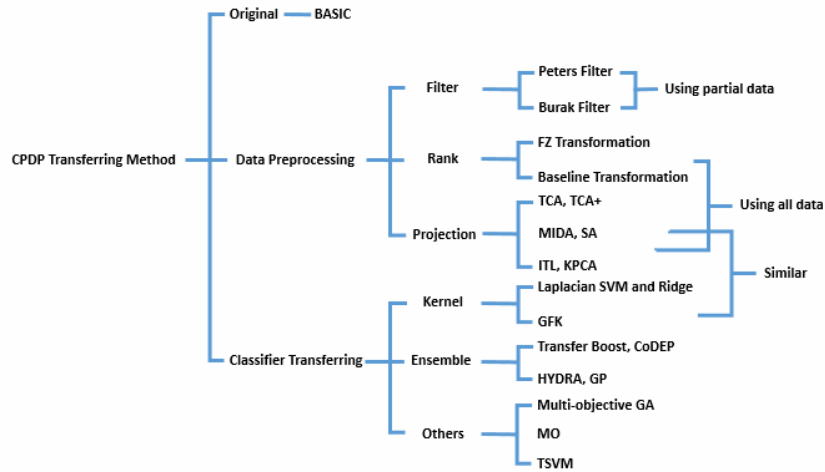 Original
BASIC
Peters Filter
Filter
Using partial data
Burak Filter
FZ Transformation
CPDP Transferring Method
Data Preprocessing
Rank
Baseline Transformation
TCA, TCA+
Using all data
Projection
MIDA, SA
ITL, KPCA
Similar
Laplacian SVM and Ridge
Kernel
GFK
Transfer Boost, CoDEP
Classifier Transferring
Ensemble
HYDRA, GP
Multi-objective GA
Others
MO
TSVM